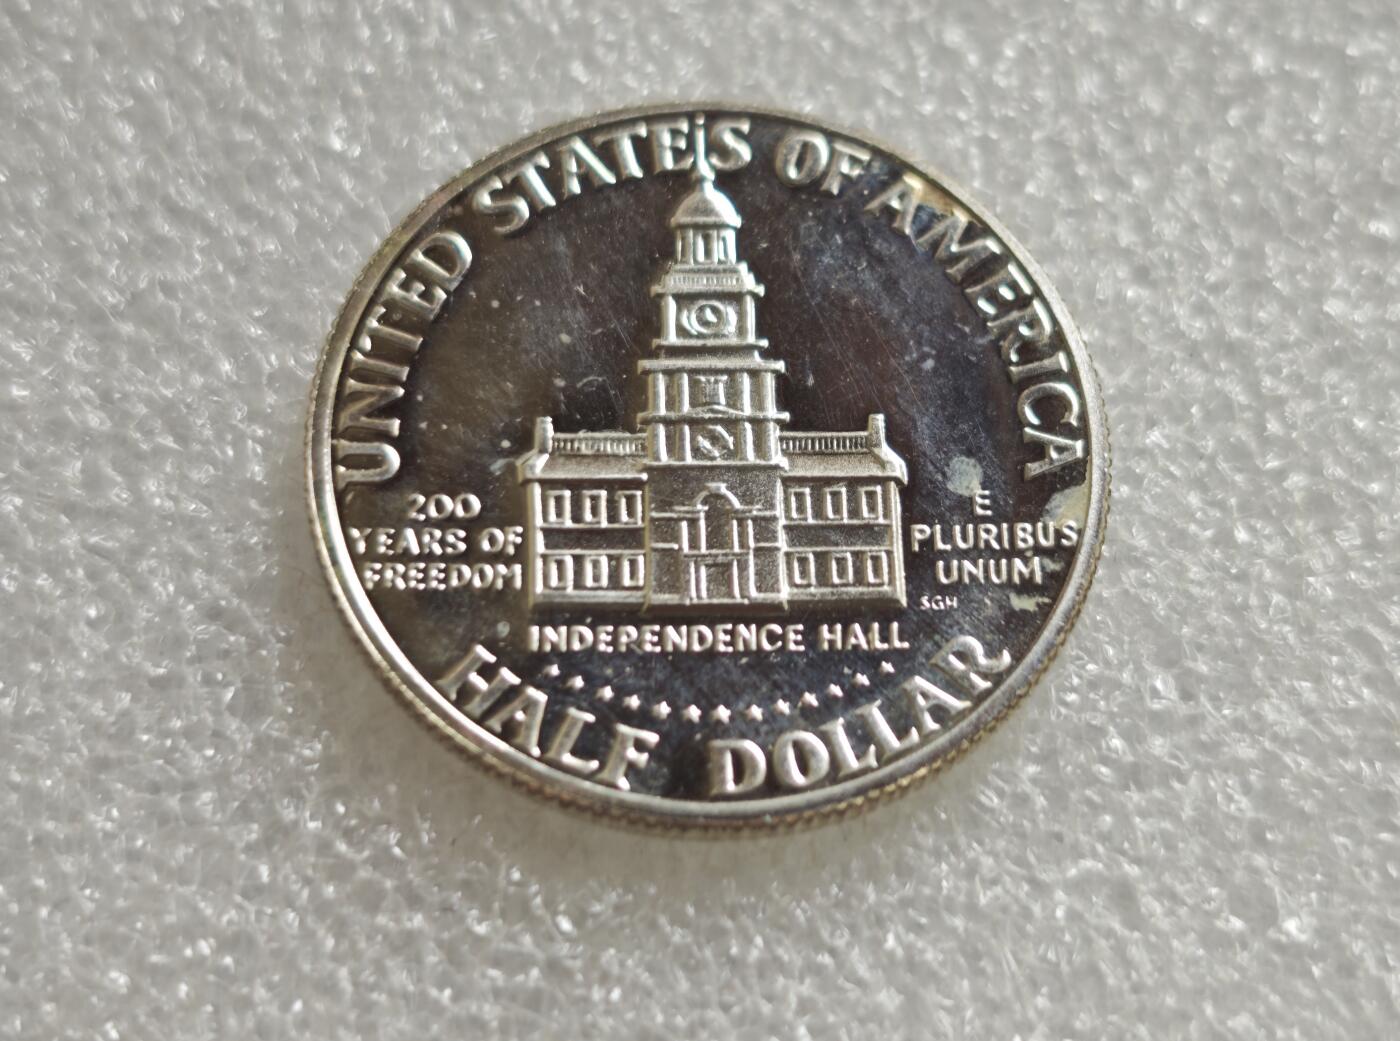 UNITED STATES OF AMERICA
200
YEARS OF
FREEDOM
E
PLURIBUS
UNUM
SGH
INDEPENDENCE HALL
HALF DOLLAR